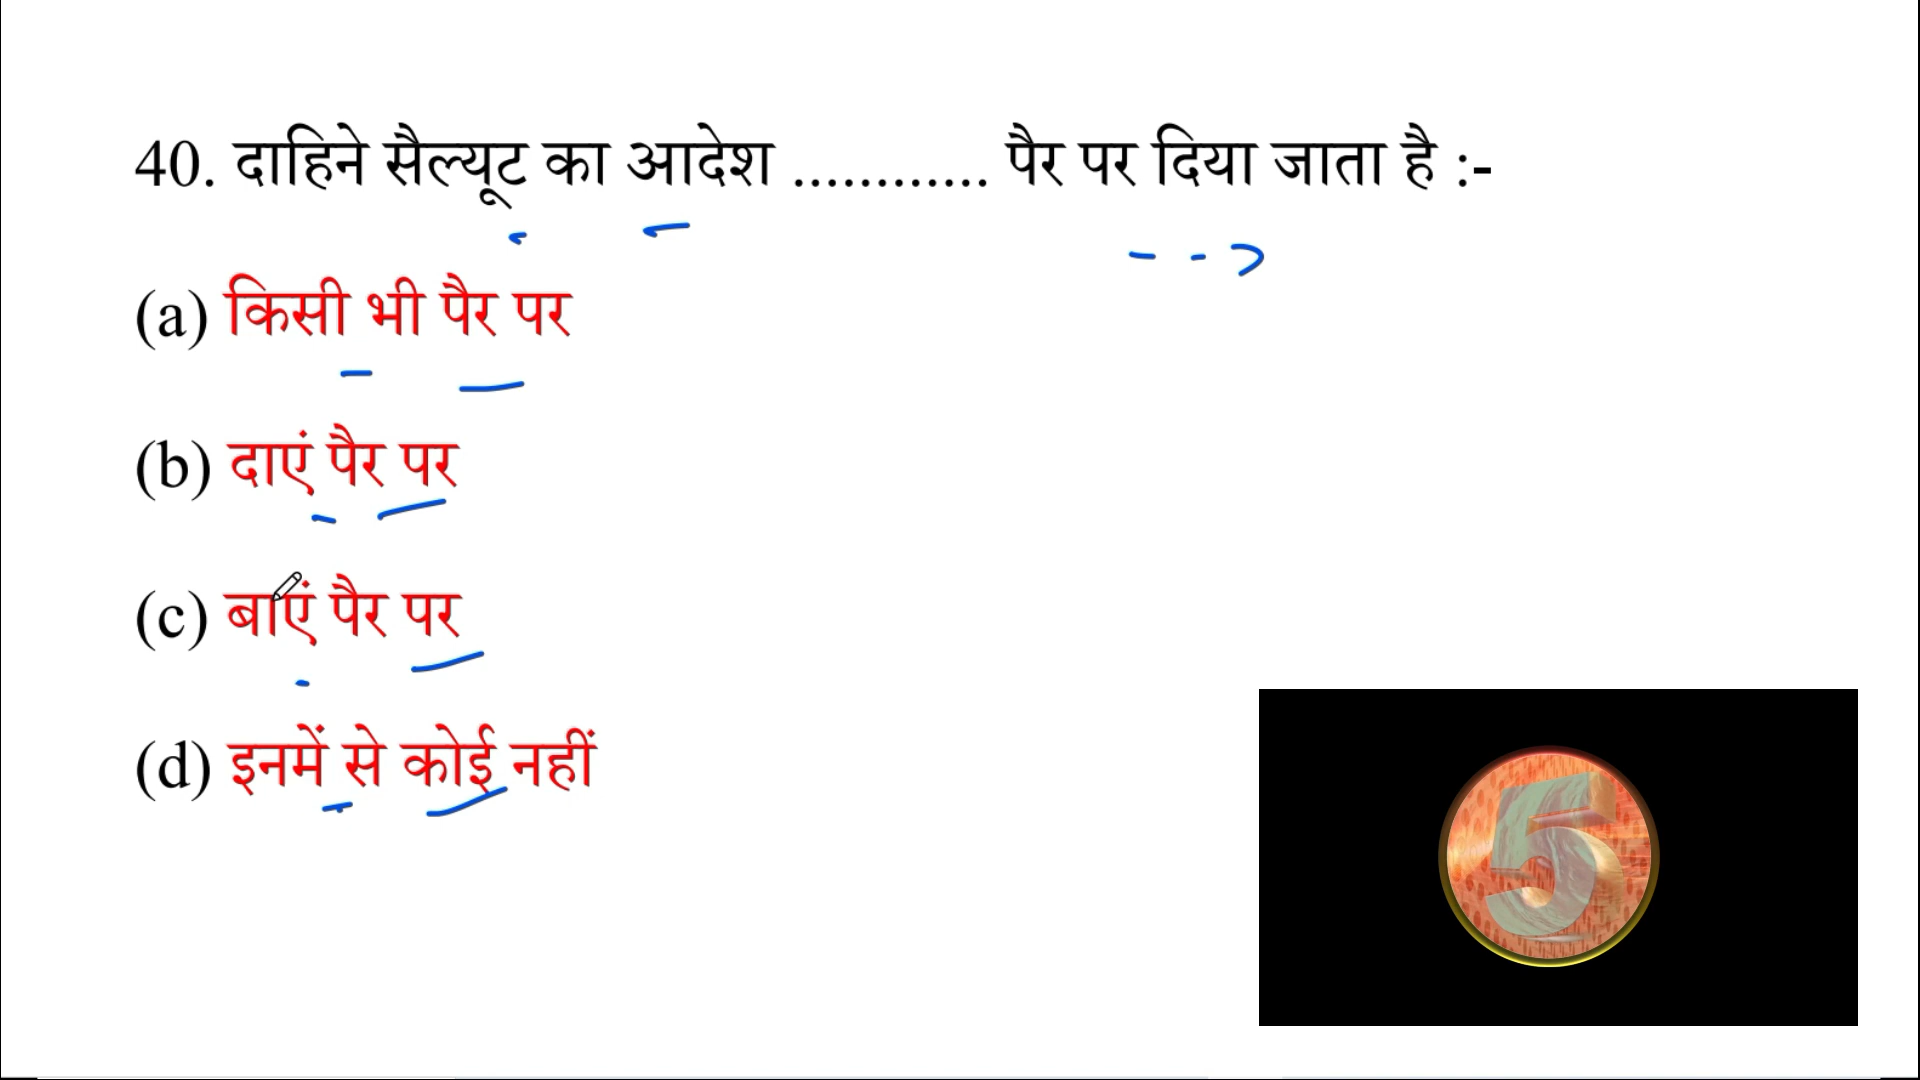 40. दाहिने सैल्यूट का आदेश ............ पैर पर दिया जाता है :-
(a) किसी भी पैर पर
(b) दाएं पैर पर
(c) बाएं पैर पर
(d) इनमें से कोई नहीं
5